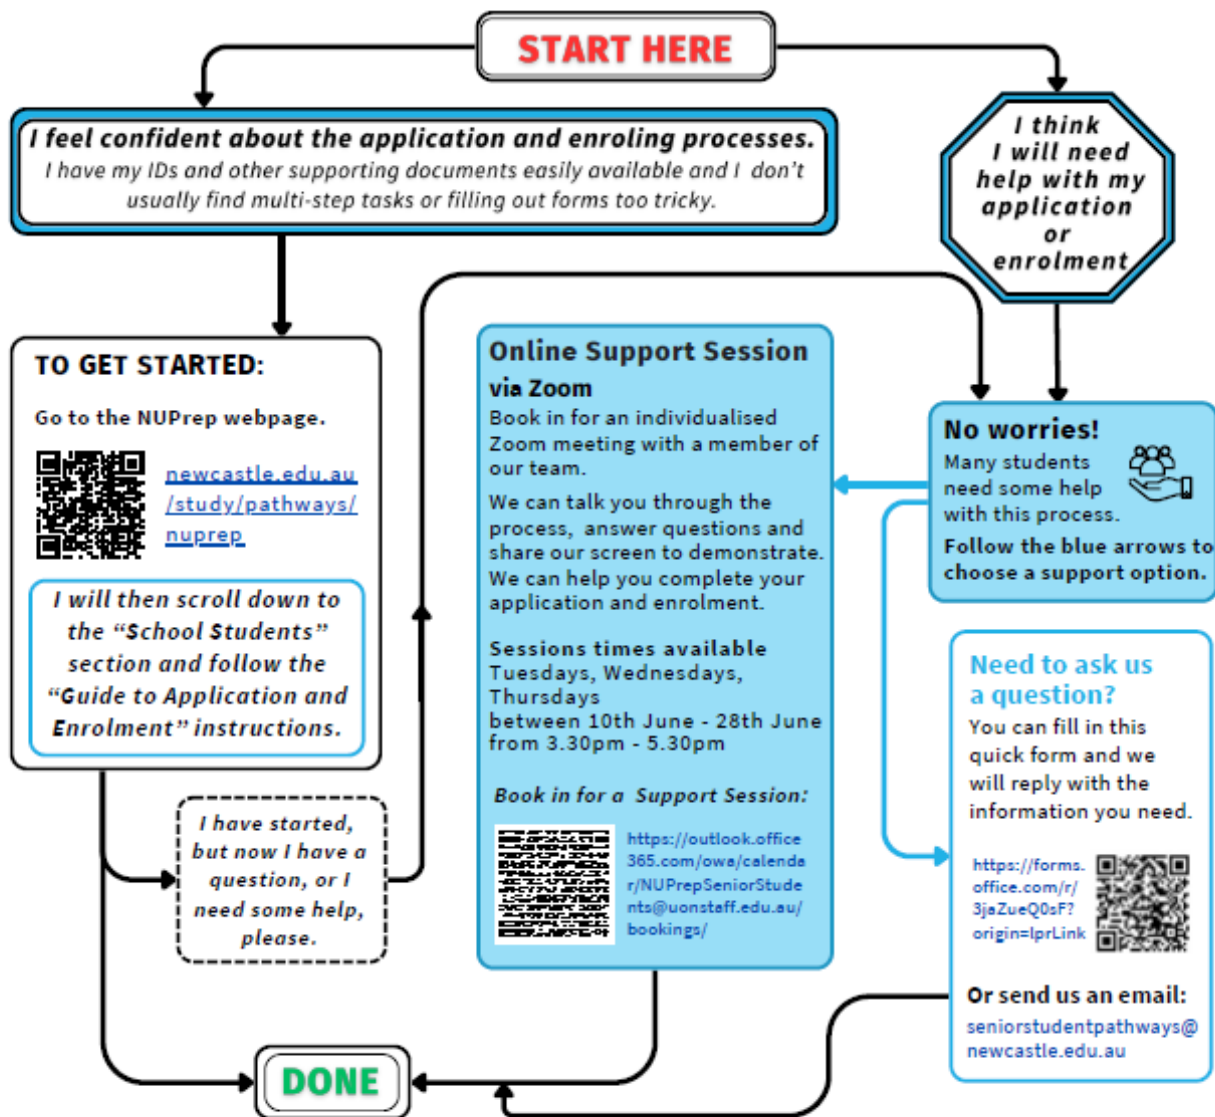 START HERE
I feel confident about the application and enroling processes.
I have my IDs and other supporting documents easily available and I don't
usually find multi-step tasks or filling out forms too tricky.
I think
I will need
help with my
application
or
enrolment
TO GET STARTED:
Go to the NUPrep webpage.
newcastle.edu.au
/study/pathways/
nuprep
I will then scroll down to
the “School Students”
section and follow the
“Guide to Application and
Enrolment” instructions.
I have started,
but now I have a
question, or I
need some help,
please.
Online Support Session
via Zoom
Book in for an individualised
Zoom meeting with a member of
our team.
We can talk you through the
process, answer questions and
share our screen to demonstrate.
We can help you complete your
application and enrolment.
Sessions times available
Tuesdays, Wednesdays,
Thursdays
between 10th June - 28th June
from 3.30pm - 5.30pm
Book in for a Support Session:
https://outlook.office
365.com/owa/calenda
r/NUPrepSeniorStude
nts@uonstaff.edu.au/
bookings/
No worries!
Many students
need some help
with this process.
Follow the blue arrows to
choose a support option.
Need to ask us
a question?
You can fill in this
quick form and we
will reply with the
information you need.
https://forms.
office.com/r/
3jaZueQ0sF?
origin=lprLink
Or send us an email:
seniorstudentpathways@
newcastle.edu.au
DONE